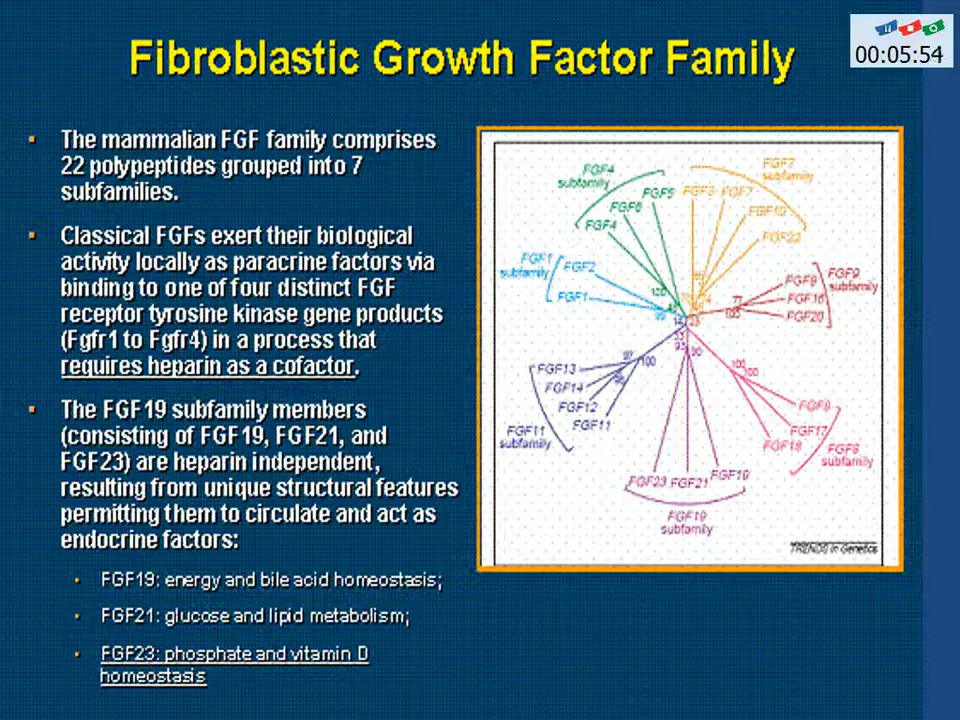 Fibroblastic Growth Factor Family
00:05:54
▪ The mammalian FGF family comprises
22 polypeptides grouped into 7
subfamilies.
▪ Classical FGFs exert their biological
activity locally as paracrine factors via
binding to one of four distinct FGF
receptor tyrosine kinase gene products
(Fgfr1 to Fgfr4) in a process that
requires heparin as a cofactor.
▪ The FGF19 subfamily members
(consisting of FGF19, FGF21, and
FGF23) are heparin independent,
resulting from unique structural features
permitting them to circulate and act as
endocrine factors:
• FGF19: energy and bile acid homeostasis;
• FGF21: glucose and lipid metabolism;
• FGF23: phosphate and vitamin D
homeostasis
FGF4
subfamily
FGF5
FGF6
FGF4
FGF7
subfamily
FGF3
FGF7
FGF10
FGF22
FGF1
subfamily
FGF2
FGF1
FGF9
subfamily
FGF9
FGF16
FGF20
77
100
100
97
100
FGF13
FGF14
FGF12
FGF11
FGF11
subfamily
100
100
FGF8
FGF17
FGF18
FGF8
subfamily
FGF23
FGF21
FGF19
FGF19
subfamily
TRENDS in Genetics